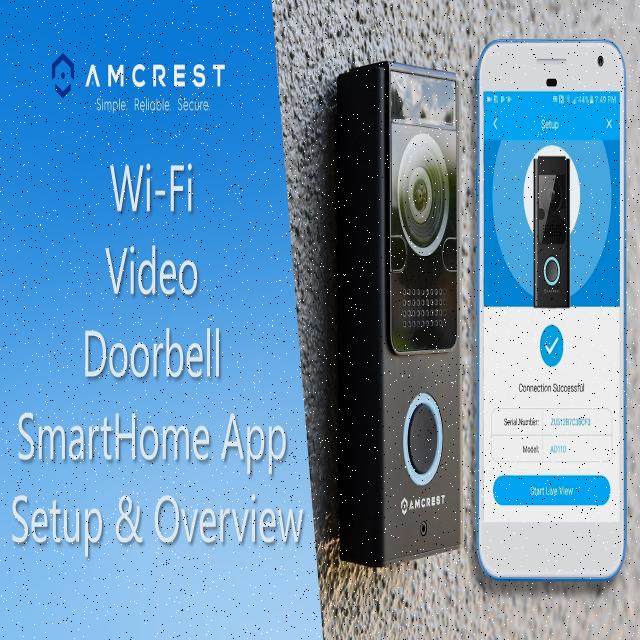 AMCREST
Simple. Reliable. Secure.
Wi-Fi
Video
Doorbell
SmartHome App
Setup & Overview
AMCREST
Setup
Connection Successful
Serial Number:
Model: AD110
Start Live View